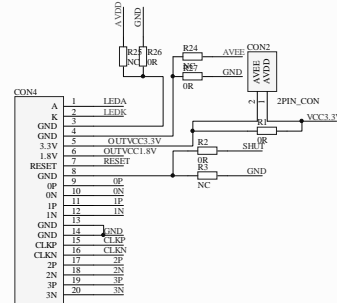 AVDD
GND
R25
NC
R26
0R
R24
NC
AVEE
R27
0R
GND
CON2
AVEE
AVDD
2
1
2PIN_CON
VCC3.3V
R1
0R
R2
0R
SHUT
R3
NC
GND
CON4
A 1 LEDA
K 2 LEDK
GND 3
GND 4
3.3V 5 OUTVCC3.3V
1.8V 6 OUTVCC1.8V
RESET 7 RESET
GND 8
0P 9 0P
0N 10 0N
1P 11 1P
1N 12 1N
GND 13
GND 14 GND
CLKP 15 CLKP
CLKN 16 CLKN
2P 17 2P
2N 18 2N
3P 19 3P
3N 20 3N